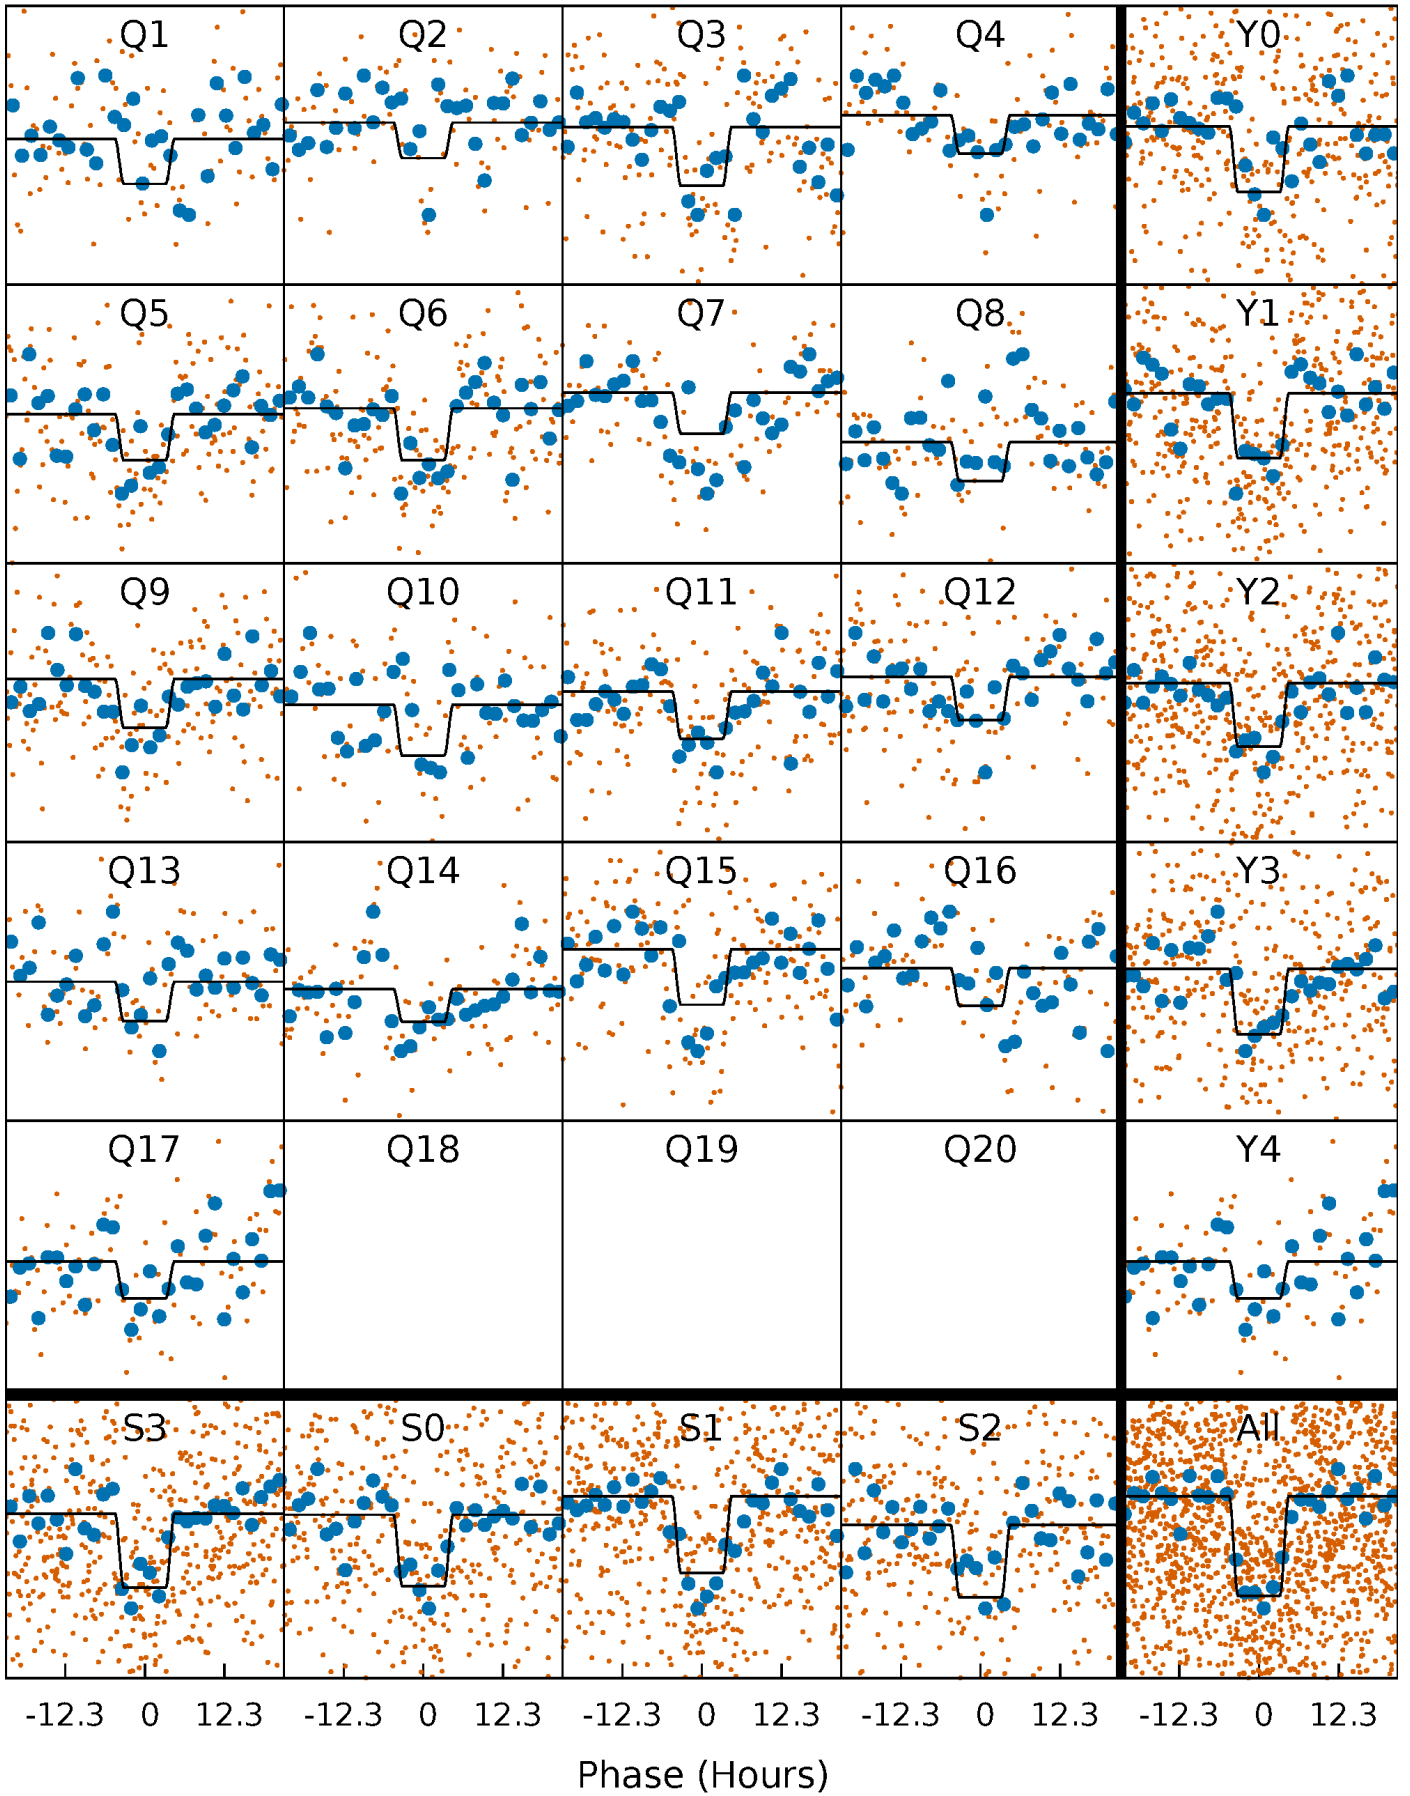 Q1 Q2 Q3 Q4 Y0
Q5 Q6 Q7 Q8 Y1
Q9 Q10 Q11 Q12 Y2
Q13 Q14 Q15 Q16 Y3
Q17 Q18 Q19 Q20 Y4
S3 S0 S1 S2 All
-12.3 0 12.3 -12.3 0 12.3 -12.3 0 12.3 -12.3 0 12.3 -12.3 0 12.3
Phase (Hours)